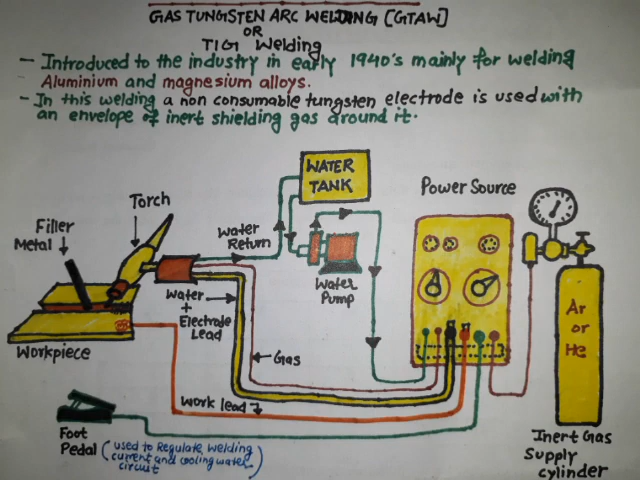 GAS TUNGSTEN ARC WELDING [GTAW]
OR
TIG Welding
- Introduced to the industry in early 1940's mainly for welding
Aluminium and magnesium alloys.
- In this welding a non consumable tungsten electrode is used with
an envelope of inert shielding gas around it.
WATER
TANK
Power Source
Torch
Filler
Metal
Water
Return
Water
Pump
Water
+
Electrode
Lead
Ar
or
He
Workpiece
Gas
Work lead
Foot
Pedal
(used to Regulate welding
current and cooling water
circuit)
Inert Gas
Supply
cylinder